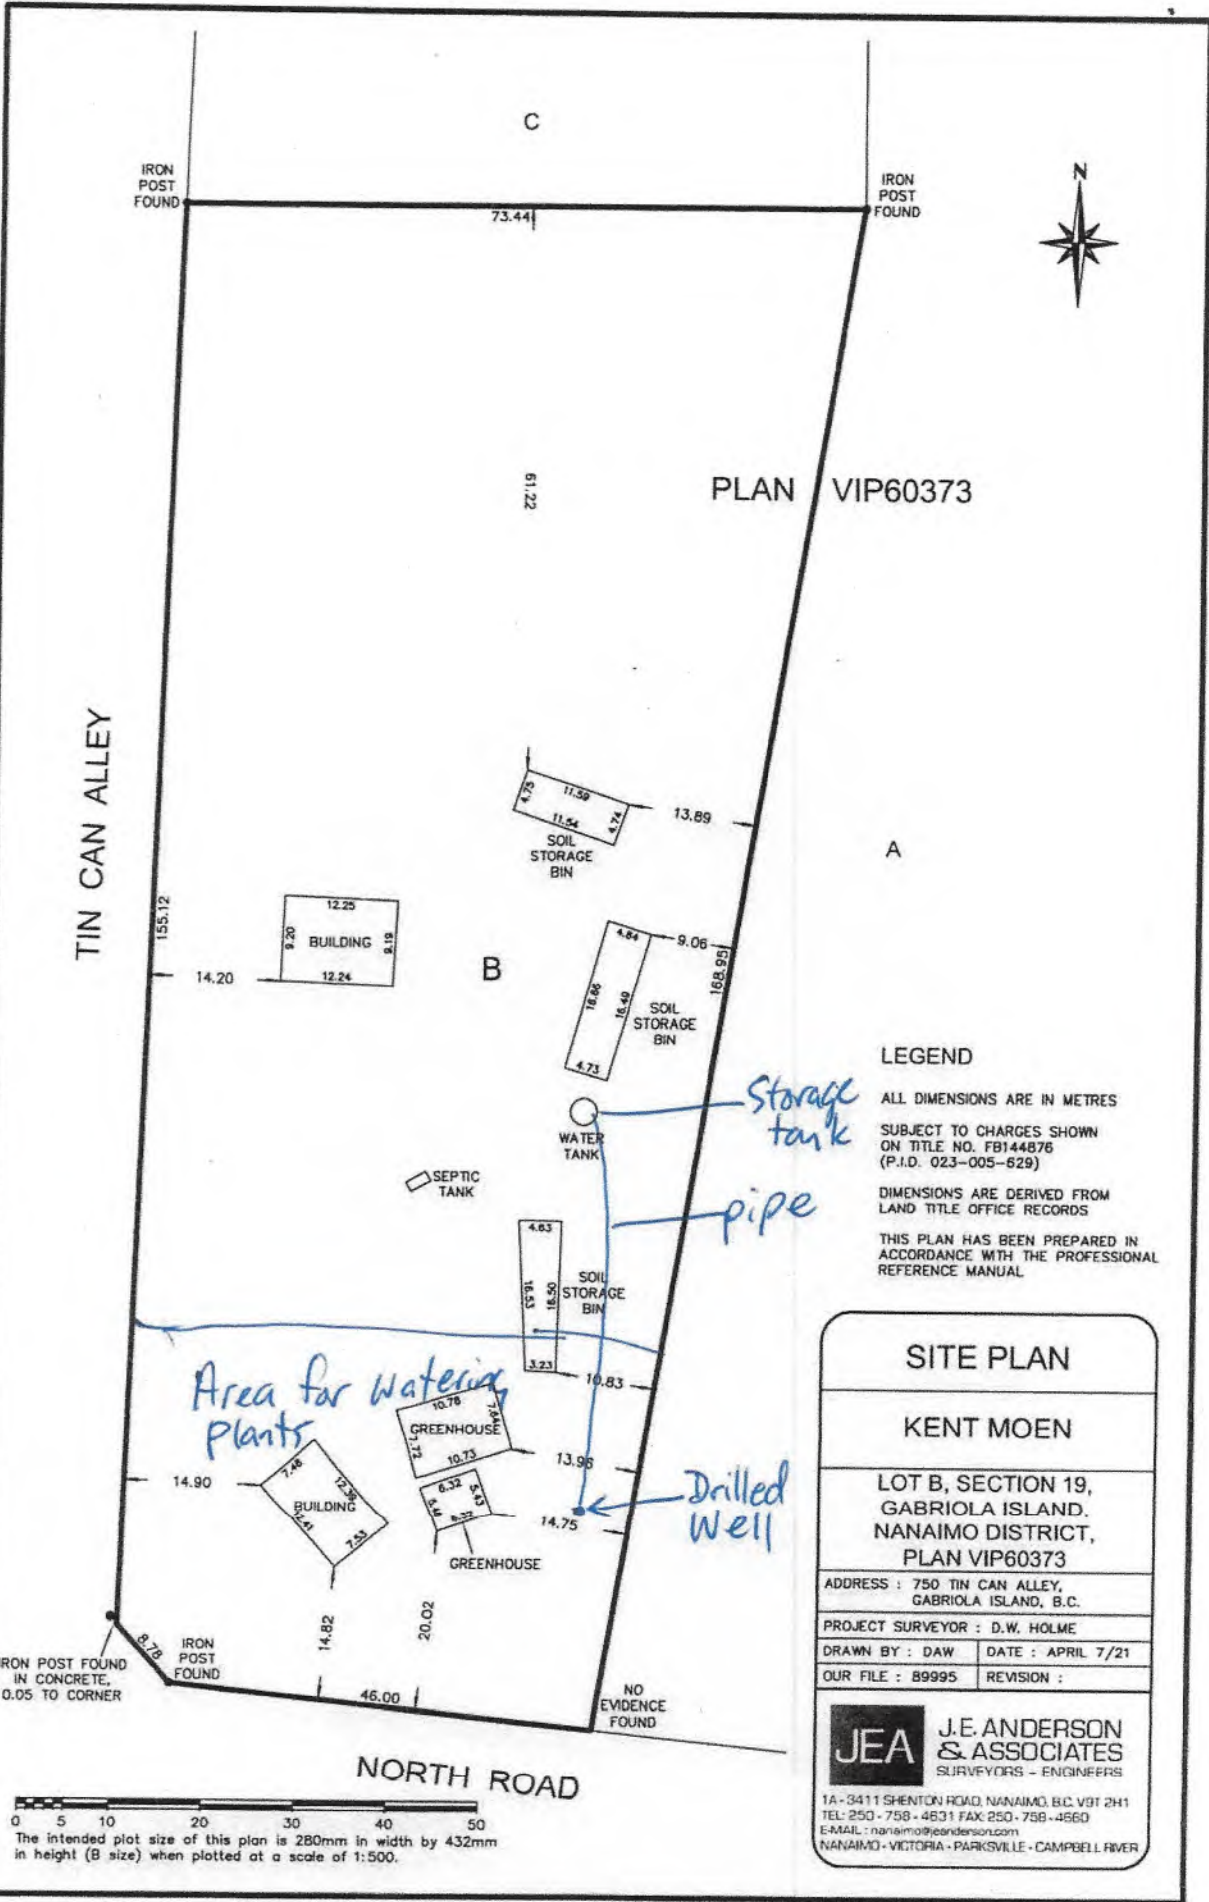 C
IRON
POST
FOUND
IRON
POST
FOUND
N
73.44
61.22
PLAN VIP60373
TIN CAN ALLEY
155.12
4.75
11.59
11.54
4.74
13.89
SOIL
STORAGE
BIN
A
12.25
9.20
BUILDING
9.19
12.24
14.20
B
4.84
9.06
168.95
16.66
16.49
SOIL
STORAGE
BIN
4.73
Storage
tank
WATER
TANK
SEPTIC
TANK
pipe
4.63
16.53
16.50
SOIL
STORAGE
BIN
3.23
10.83
Area for watering
plants
10.76
7.64
GREENHOUSE
7.72
10.73
13.96
6.32
5.43
14.75
GREENHOUSE
14.90
7.48
12.39
BUILDING
12.41
7.53
Drilled
Well
14.82
20.02
8.78
IRON
POST
FOUND
IRON POST FOUND
IN CONCRETE,
0.05 TO CORNER
46.00
NO
EVIDENCE
FOUND
NORTH ROAD
0 5 10 20 30 40 50
The intended plot size of this plan is 280mm in width by 432mm
in height (B size) when plotted at a scale of 1:500.
LEGEND
ALL DIMENSIONS ARE IN METRES
SUBJECT TO CHARGES SHOWN
ON TITLE NO. FB144876
(P.I.D. 023-005-629)
DIMENSIONS ARE DERIVED FROM
LAND TITLE OFFICE RECORDS
THIS PLAN HAS BEEN PREPARED IN
ACCORDANCE WITH THE PROFESSIONAL
REFERENCE MANUAL
SITE PLAN
KENT MOEN
LOT B, SECTION 19,
GABRIOLA ISLAND.
NANAIMO DISTRICT,
PLAN VIP60373
ADDRESS : 750 TIN CAN ALLEY,
GABRIOLA ISLAND, B.C.
PROJECT SURVEYOR : D.W. HOLME
DRAWN BY : DAW DATE : APRIL 7/21
OUR FILE : 89995 REVISION :
JEA
J.E. ANDERSON
& ASSOCIATES
SURVEYORS - ENGINEERS
1A - 3411 SHENTON ROAD, NANAIMO, B.C. V9T 2H1
TEL: 250 - 758 - 4631 FAX: 250 - 758 - 4660
E-MAIL : nanaimo@jeanderson.com
NANAIMO - VICTORIA - PARKSVILLE - CAMPBELL RIVER